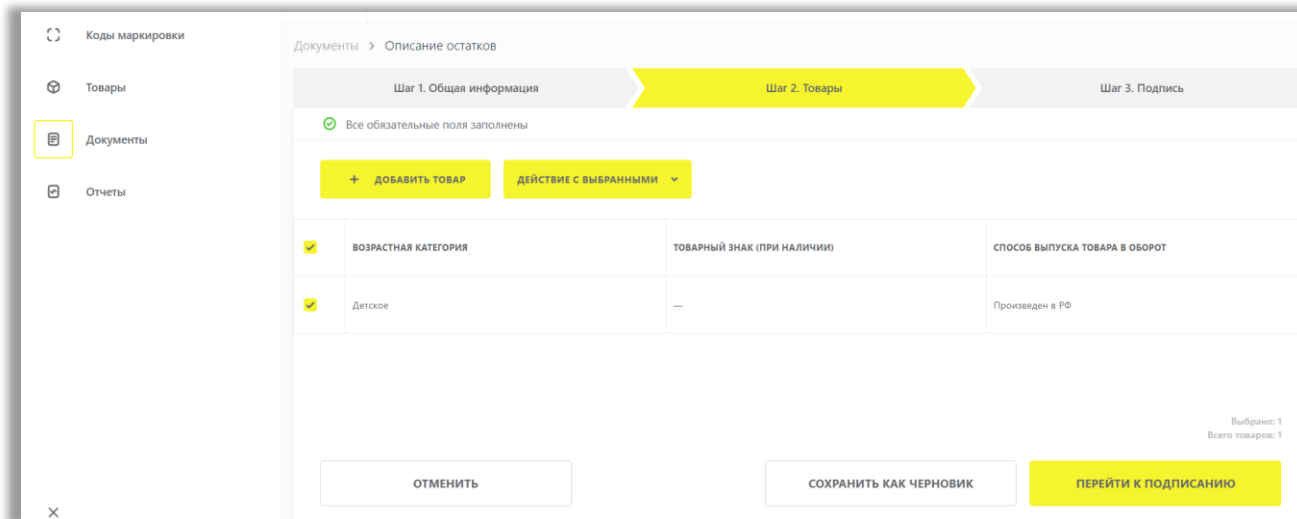 Коды маркировки
Товары
Документы
Отчеты
Документы > Описание остатков
Шаг 1. Общая информация
Шаг 2. Товары
Шаг 3. Подпись
Все обязательные поля заполнены
+ ДОБАВИТЬ ТОВАР
ДЕЙСТВИЕ С ВЫБРАННЫМИ
ВОЗРАСТНАЯ КАТЕГОРИЯ
ТОВАРНЫЙ ЗНАК (ПРИ НАЛИЧИИ)
СПОСОБ ВЫПУСКА ТОВАРА В ОБОРОТ
Детское
—
Произведен в РФ
Выбрано: 1
Всего товаров: 1
ОТМЕНИТЬ
СОХРАНИТЬ КАК ЧЕРНОВИК
ПЕРЕЙТИ К ПОДПИСАНИЮ